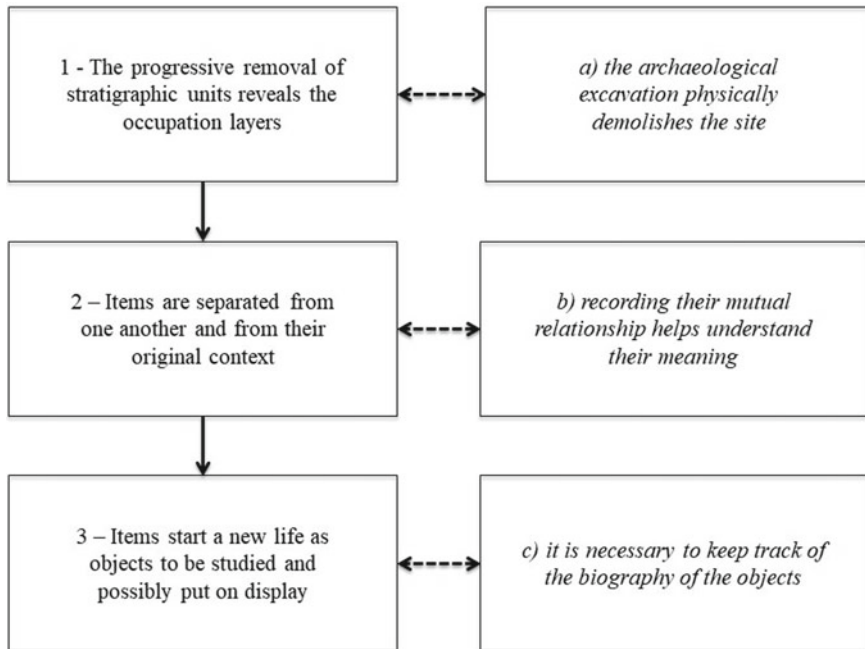 1 - The progressive removal of
stratigraphic units reveals the
occupation layers
a) the archaeological
excavation physically
demolishes the site
2 – Items are separated from
one another and from their
original context
b) recording their mutual
relationship helps understand
their meaning
3 – Items start a new life as
objects to be studied and
possibly put on display
c) it is necessary to keep track of
the biography of the objects